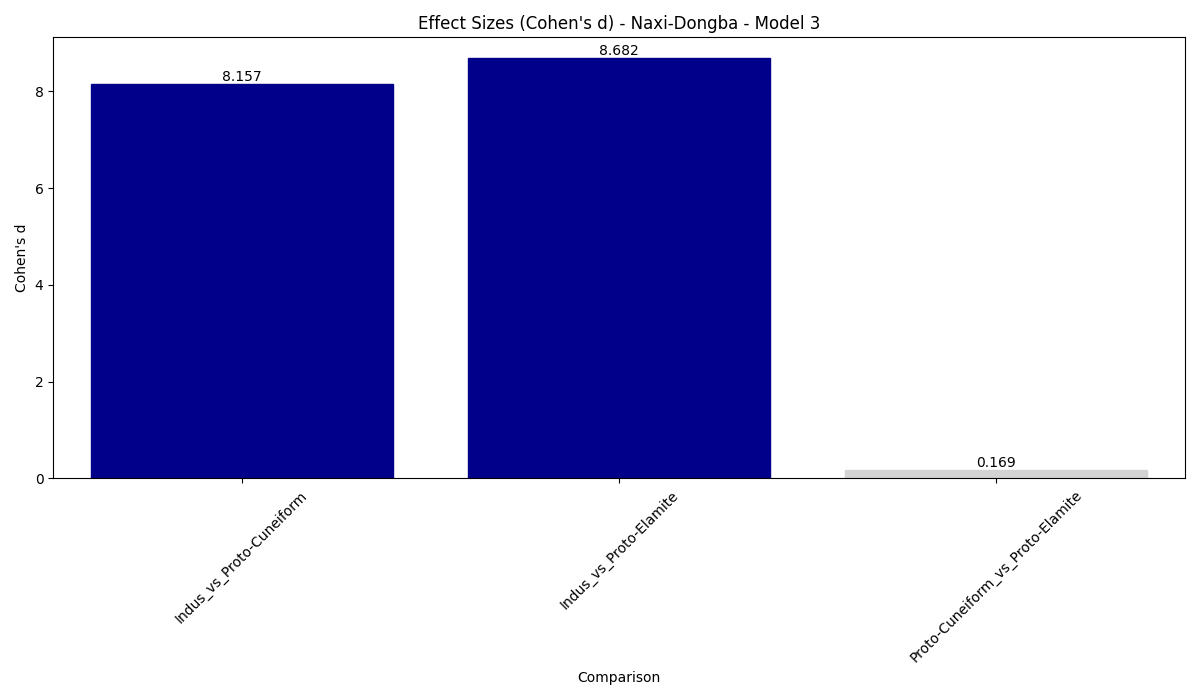 Effect Sizes (Cohen's d) - Naxi-Dongba - Model 3
8.157
8.682
0.169
8
6
4
2
0
Cohen's d
Indus_vs_Proto-Cuneiform
Indus_vs_Proto-Elamite
Proto-Cuneiform_vs_Proto-Elamite
Comparison